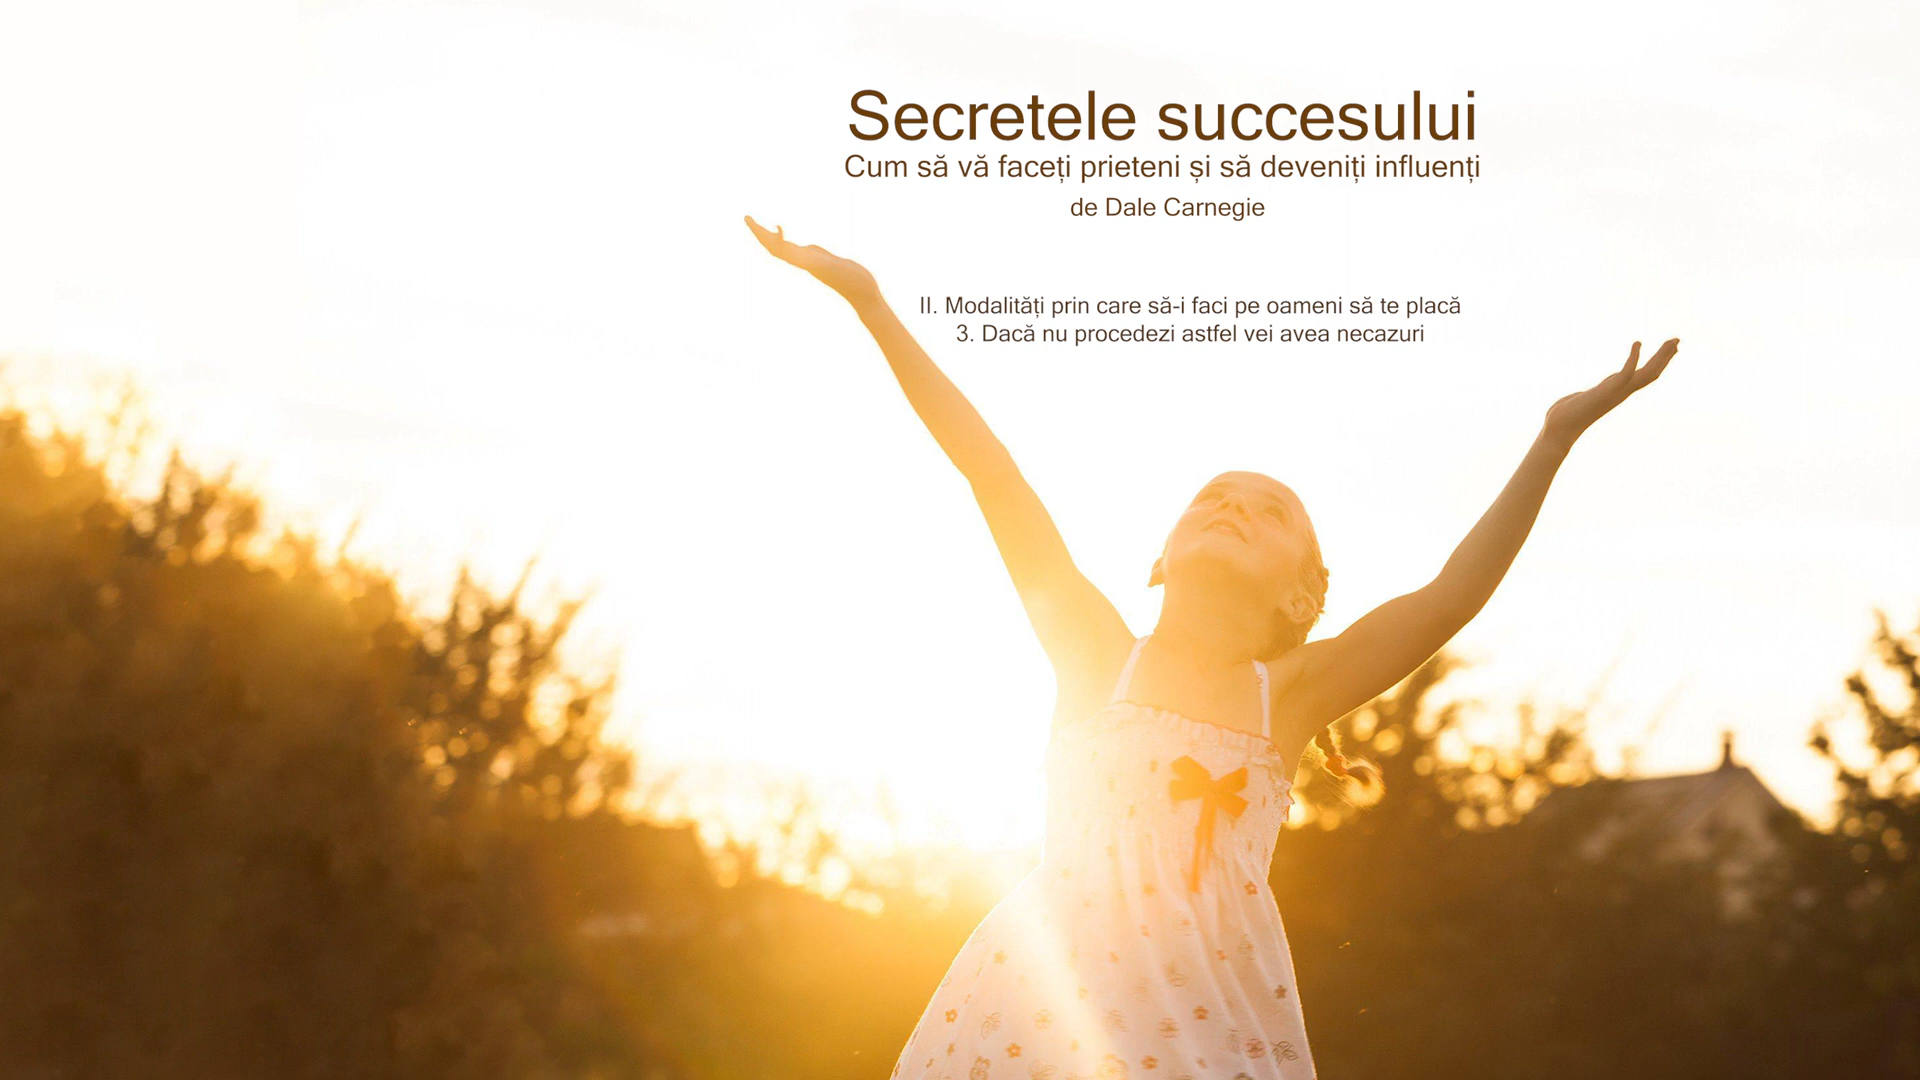 Secretele succesului
Cum să vă faceți prieteni și să deveniți influenți
de Dale Carnegie
II. Modalități prin care să-i faci pe oameni să te placă
3. Dacă nu procedezi astfel vei avea necazuri